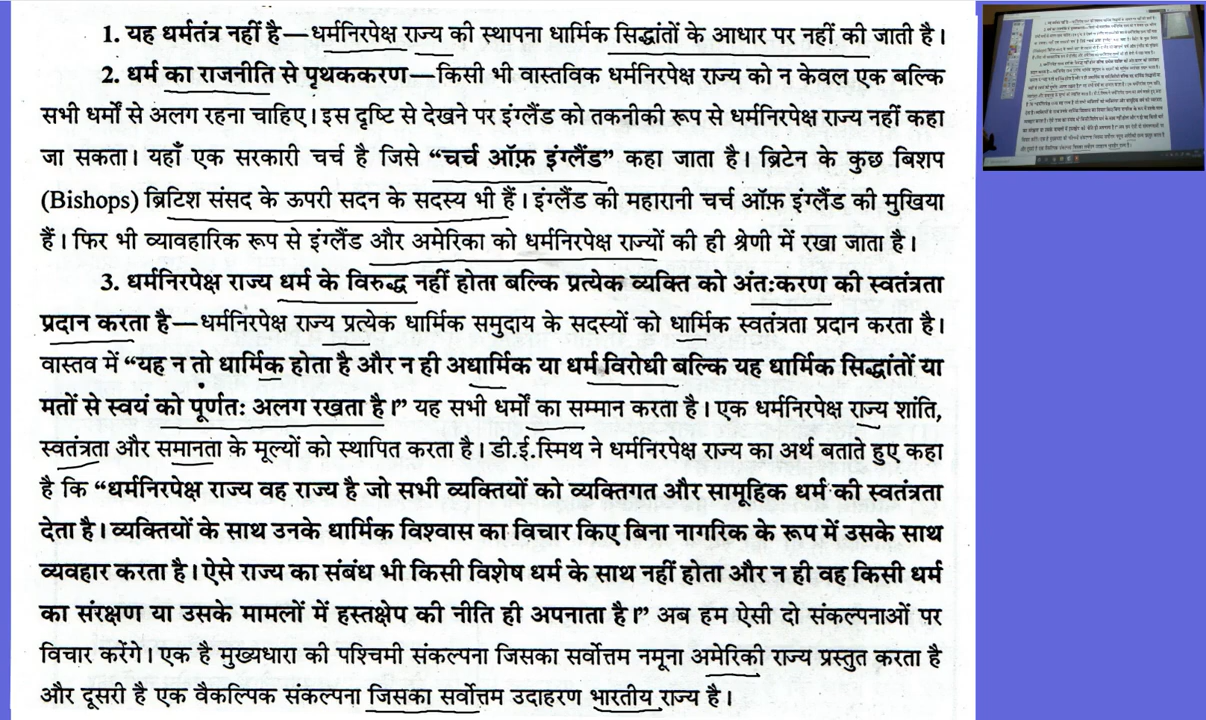 1. यह धर्मतंत्र नहीं है—धर्मनिरपेक्ष राज्य की स्थापना धार्मिक सिद्धांतों के आधार पर नहीं की जाती है।
2. धर्म का राजनीति से पृथककरण—किसी भी वास्तविक धर्मनिरपेक्ष राज्य को न केवल एक बल्कि
सभी धर्मों से अलग रहना चाहिए। इस दृष्टि से देखने पर इंग्लैंड को तकनीकी रूप से धर्मनिरपेक्ष राज्य नहीं कहा
जा सकता। यहाँ एक सरकारी चर्च है जिसे “चर्च ऑफ़ इंग्लैंड” कहा जाता है। ब्रिटेन के कुछ बिशप
(Bishops) ब्रिटिश संसद के ऊपरी सदन के सदस्य भी हैं। इंग्लैंड की महारानी चर्च ऑफ़ इंग्लैंड की मुखिया
हैं। फिर भी व्यावहारिक रूप से इंग्लैंड और अमेरिका को धर्मनिरपेक्ष राज्यों की ही श्रेणी में रखा जाता है।
3. धर्मनिरपेक्ष राज्य धर्म के विरुद्ध नहीं होता बल्कि प्रत्येक व्यक्ति को अंतःकरण की स्वतंत्रता
प्रदान करता है—धर्मनिरपेक्ष राज्य प्रत्येक धार्मिक समुदाय के सदस्यों को धार्मिक स्वतंत्रता प्रदान करता है।
वास्तव में “यह न तो धार्मिक होता है और न ही अधार्मिक या धर्म विरोधी बल्कि यह धार्मिक सिद्धांतों या
मतों से स्वयं को पूर्णतः अलग रखता है।” यह सभी धर्मों का सम्मान करता है। एक धर्मनिरपेक्ष राज्य शांति,
स्वतंत्रता और समानता के मूल्यों को स्थापित करता है। डी.ई.स्मिथ ने धर्मनिरपेक्ष राज्य का अर्थ बताते हुए कहा
है कि “धर्मनिरपेक्ष राज्य वह राज्य है जो सभी व्यक्तियों को व्यक्तिगत और सामूहिक धर्म की स्वतंत्रता
देता है। व्यक्तियों के साथ उनके धार्मिक विश्वास का विचार किए बिना नागरिक के रूप में उसके साथ
व्यवहार करता है। ऐसे राज्य का संबंध भी किसी विशेष धर्म के साथ नहीं होता और न ही वह किसी धर्म
का संरक्षण या उसके मामलों में हस्तक्षेप की नीति ही अपनाता है।” अब हम ऐसी दो संकल्पनाओं पर
विचार करेंगे। एक है मुख्यधारा की पश्चिमी संकल्पना जिसका सर्वोत्तम नमूना अमेरिकी राज्य प्रस्तुत करता है
और दूसरी है एक वैकल्पिक संकल्पना जिसका सर्वोत्तम उदाहरण भारतीय राज्य है।